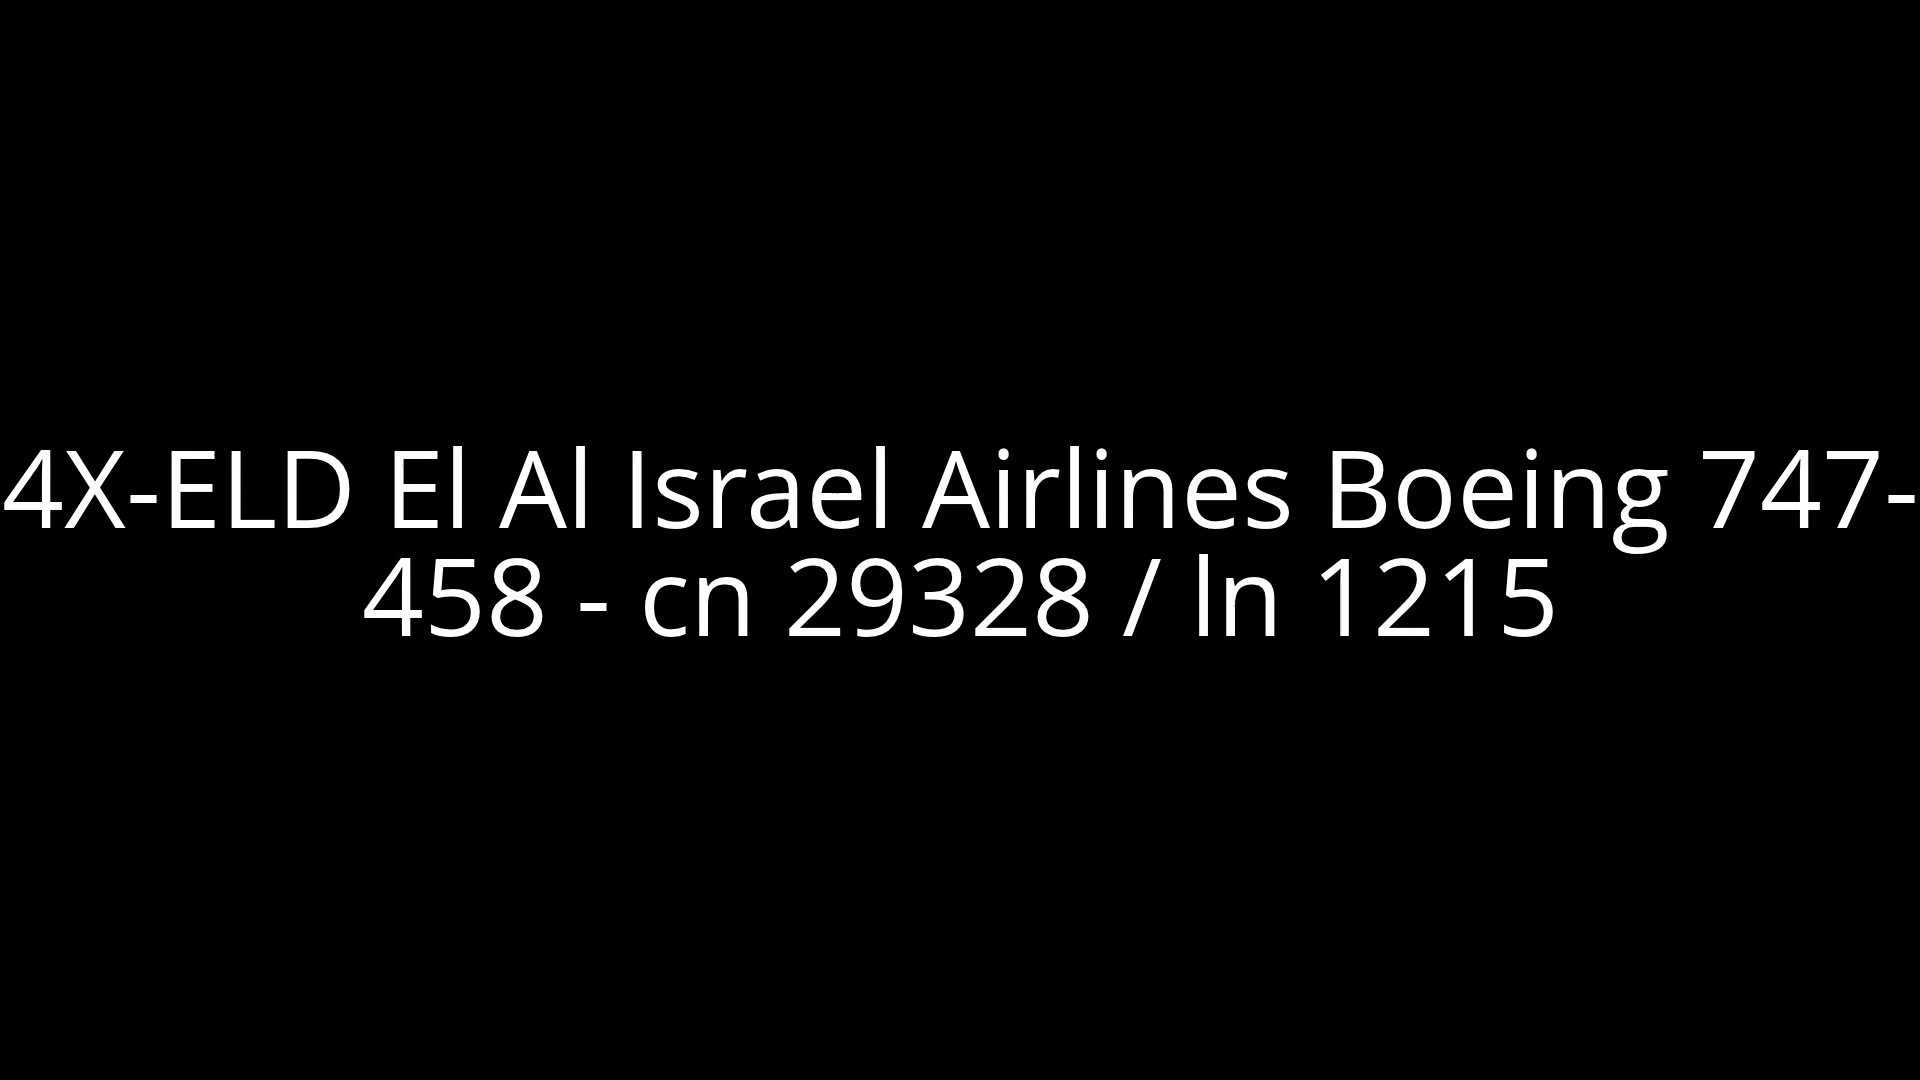 4X-ELD El Al Israel Airlines Boeing 747-
458 - cn 29328 / ln 1215